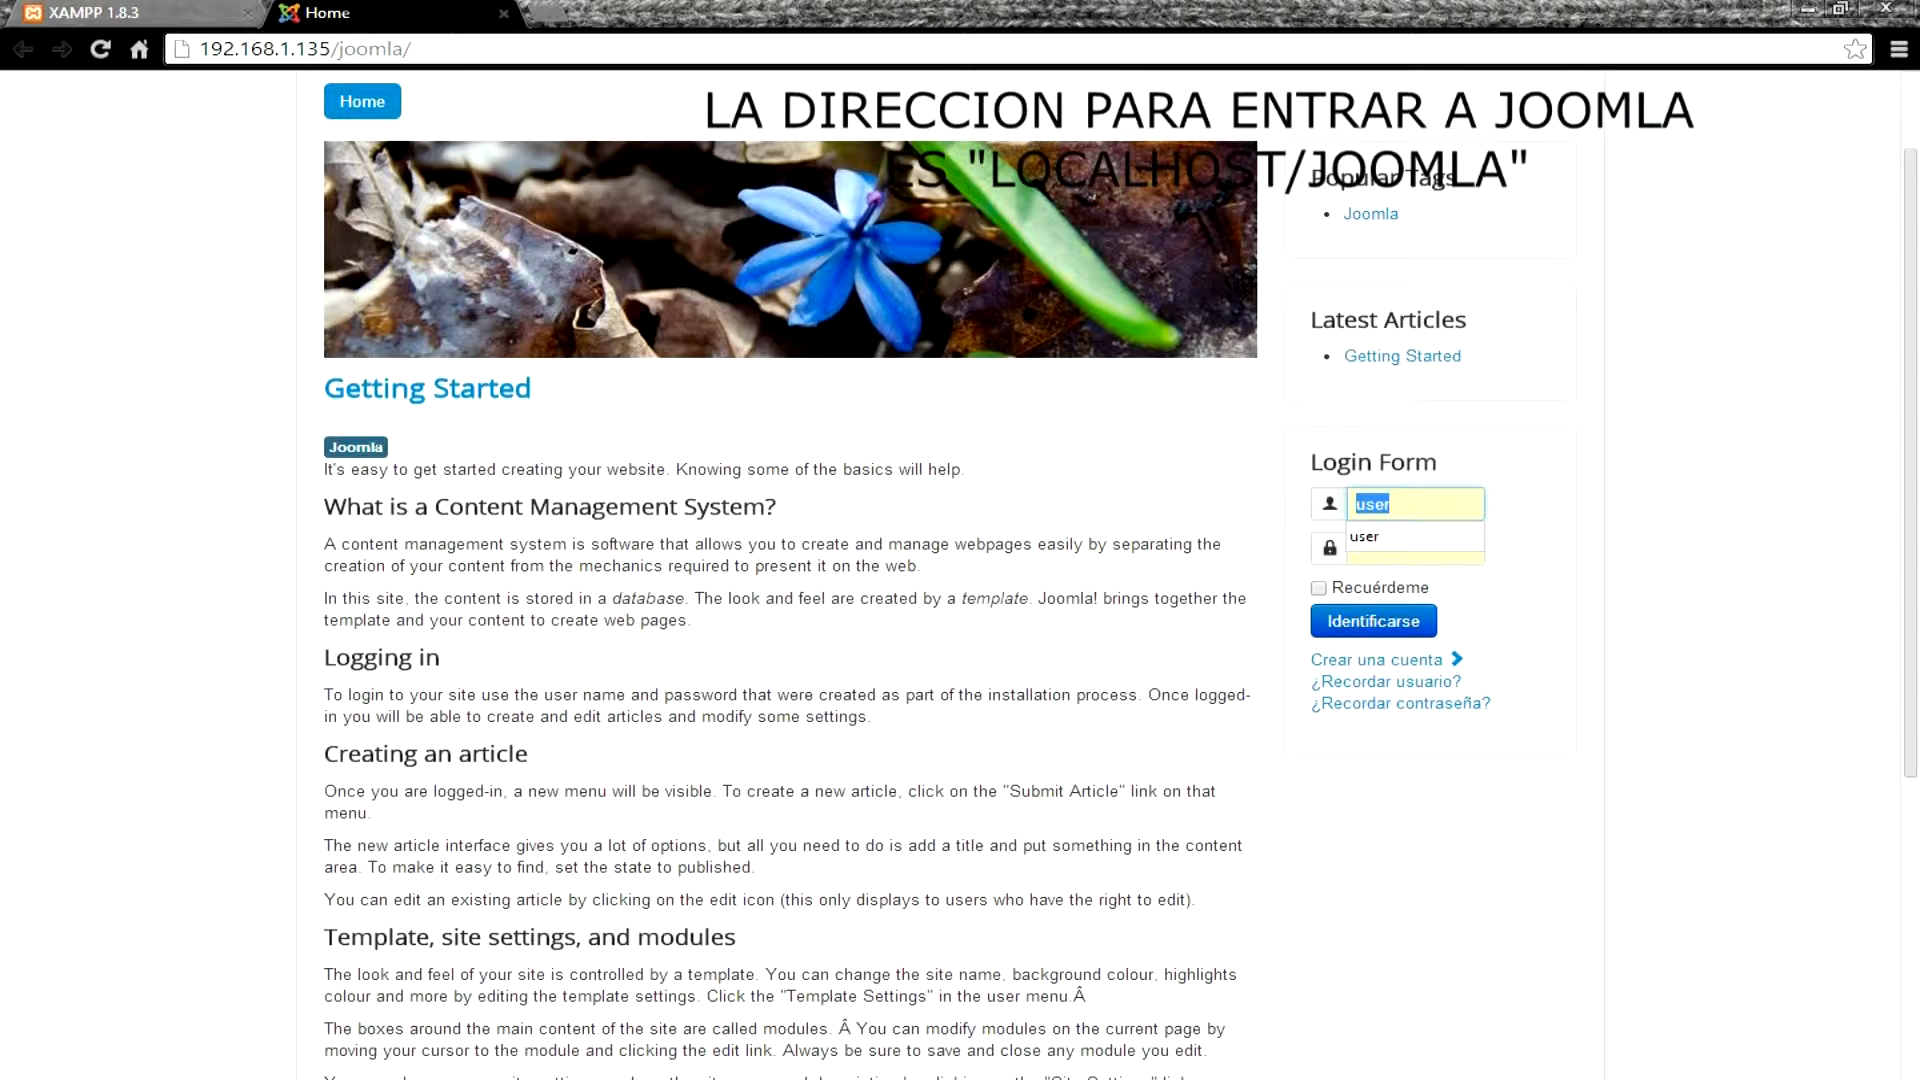 XAMPP 1.8.3
Home
192.168.1.135/joomla/
Home
LA DIRECCION PARA ENTRAR A JOOMLA
ES "LOCALHOST/JOOMLA"
Popular Tags
Joomla
Latest Articles
Getting Started
Getting Started
Joomla
It's easy to get started creating your website. Knowing some of the basics will help.
What is a Content Management System?
A content management system is software that allows you to create and manage webpages easily by separating the
creation of your content from the mechanics required to present it on the web.
In this site, the content is stored in a database. The look and feel are created by a template. Joomla! brings together the
template and your content to create web pages.
Logging in
To login to your site use the user name and password that were created as part of the installation process. Once logged-
in you will be able to create and edit articles and modify some settings.
Creating an article
Once you are logged-in, a new menu will be visible. To create a new article, click on the "Submit Article" link on that
menu.
The new article interface gives you a lot of options, but all you need to do is add a title and put something in the content
area. To make it easy to find, set the state to published.
You can edit an existing article by clicking on the edit icon (this only displays to users who have the right to edit).
Template, site settings, and modules
The look and feel of your site is controlled by a template. You can change the site name, background colour, highlights
colour and more by editing the template settings. Click the "Template Settings" in the user menu.Â
The boxes around the main content of the site are called modules. Â You can modify modules on the current page by
moving your cursor to the module and clicking the edit link. Always be sure to save and close any module you edit.
Login Form
user
user
Recuérdeme
Identificarse
Crear una cuenta
¿Recordar usuario?
¿Recordar contraseña?